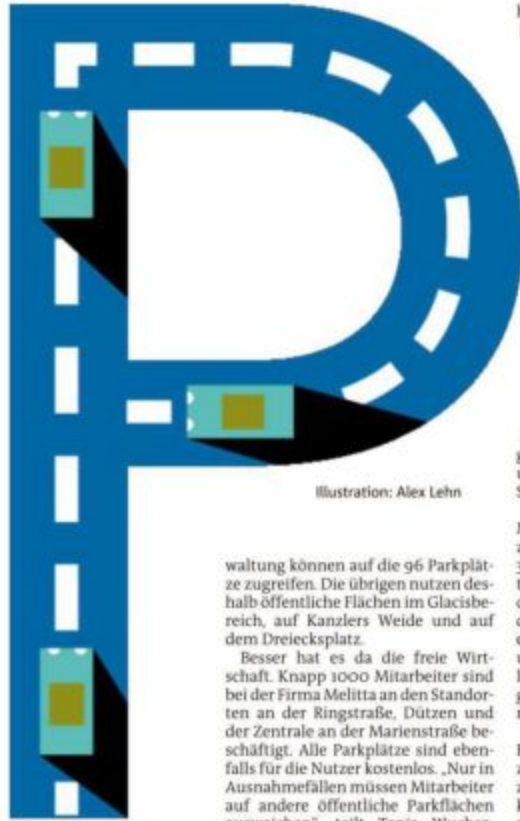 Illustration: Alex Lehn
waltung können auf die 96 Parkplät-
ze zugreifen. Die übrigen nutzen des-
halb öffentliche Flächen im Glacisbe-
reich, auf Kanzlers Weide und auf
dem Dreiecksplatz.
Besser hat es da die freie Wirt-
schaft. Knapp 1000 Mitarbeiter sind
bei der Firma Melitta an den Standor-
ten an der Ringstraße, Dützen und
der Zentrale an der Marienstraße be-
schäftigt. Alle Parkplätze sind eben-
falls für die Nutzer kostenlos. „Nur in
Ausnahmefällen müssen Mitarbeiter
auf andere öffentliche Parkflächen